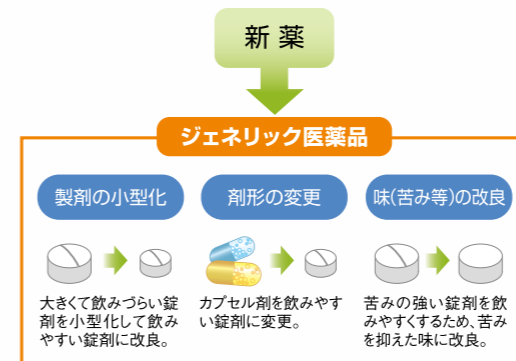 新薬
ジェネリック医薬品
製剤の小型化
剤形の変更
味(苦み等)の改良
大きくて飲みづらい錠
剤を小型化して飲み
やすい錠剤に改良。
カプセル剤を飲みやす
い錠剤に変更。
苦みの強い錠剤を飲
みやすくするため、苦み
を抑えた味に改良。